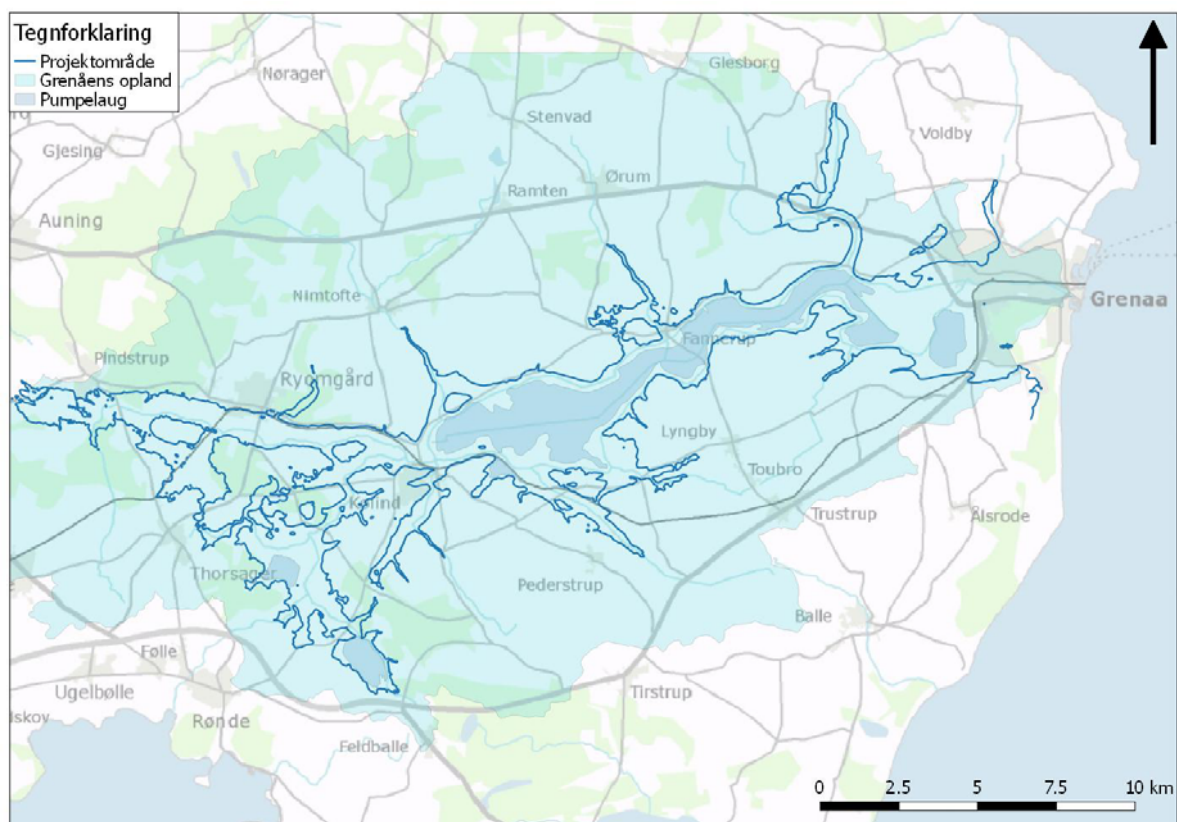 Tegnforklaring
Projektområde
Grenåens opland
Pumpelaug
Nørager
Glesborg
Stenvad
Voldby
Gjesing
Ørum
Ramten
Auning
Nimtofte
Grenaa
Fannerup
Pindstrup
Ryomgård
Lyngby
Toubro
Kolind
Trustrup
Ålsrode
Thorsager
Pederstrup
Balle
Følle
Ugelbølle
Tirstrup
lskov
Rønde
Feldballe
0 2.5 5 7.5 10 km